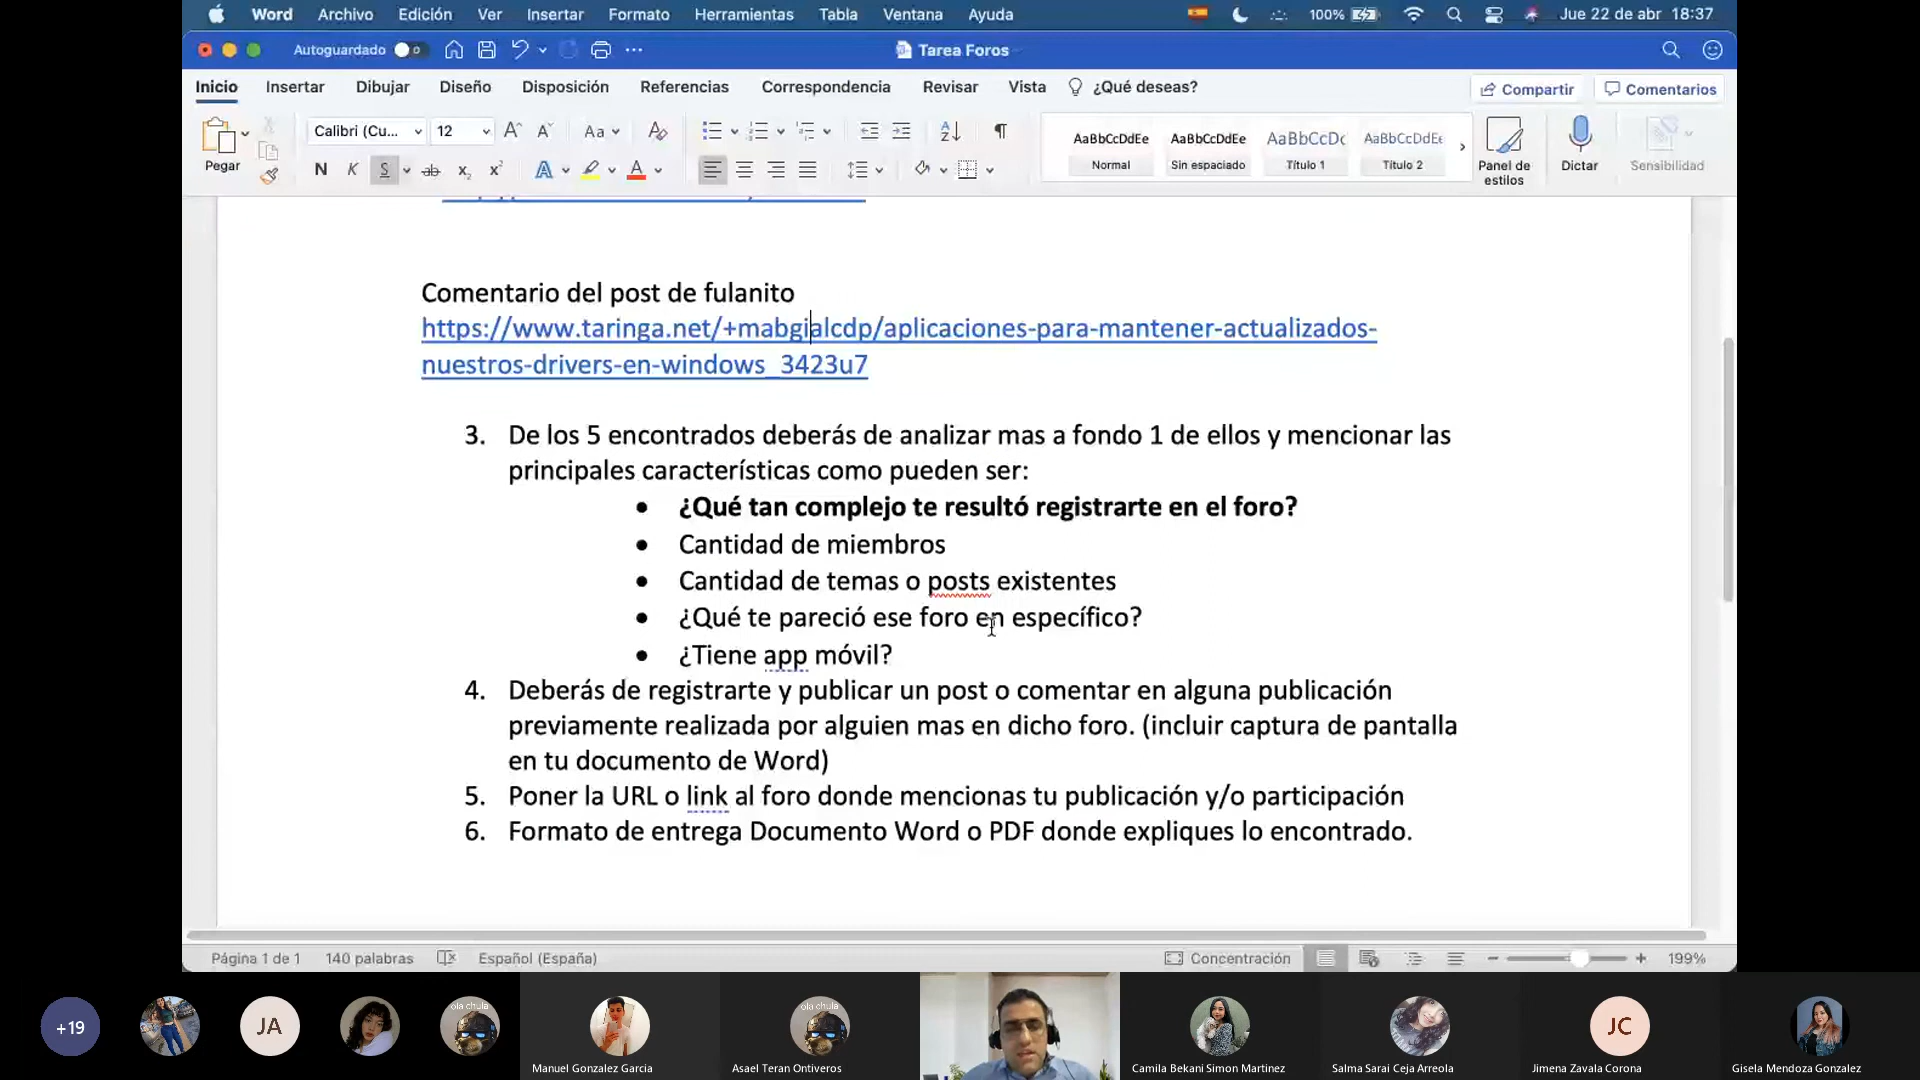 Word Archivo Edición Ver Insertar Formato Herramientas Tabla Ventana Ayuda 100% Jue 22 de abr 18:37
Autoguardado Tarea Foros
Inicio Insertar Dibujar Diseño Disposición Referencias Correspondencia Revisar Vista ¿Qué deseas? Compartir Comentarios
Pegar
Calibri (Cu... 12
N K S
AaBbCcDdEe AaBbCcDdEe AaBbCcDc AaBbCcDdEe
Normal Sin espaciado Título 1 Título 2
Panel de estilos
Dictar
Sensibilidad
Comentario del post de fulanito
https://www.taringa.net/+mabgialcdp/aplicaciones-para-mantener-actualizados-
nuestros-drivers-en-windows_3423u7
3. De los 5 encontrados deberás de analizar mas a fondo 1 de ellos y mencionar las
principales características como pueden ser:
• ¿Qué tan complejo te resultó registrarte en el foro?
• Cantidad de miembros
• Cantidad de temas o posts existentes
• ¿Qué te pareció ese foro en específico?
• ¿Tiene app móvil?
4. Deberás de registrarte y publicar un post o comentar en alguna publicación
previamente realizada por alguien mas en dicho foro. (incluir captura de pantalla
en tu documento de Word)
5. Poner la URL o link al foro donde mencionas tu publicación y/o participación
6. Formato de entrega Documento Word o PDF donde expliques lo encontrado.
Página 1 de 1 140 palabras Español (España) Concentración 199%
+19 JA ola chula ola chula JC
Manuel Gonzalez Garcia Asael Teran Ontiveros Camila Bekani Simon Martinez Salma Sarai Ceja Arreola Jimena Zavala Corona Gisela Mendoza Gonzalez